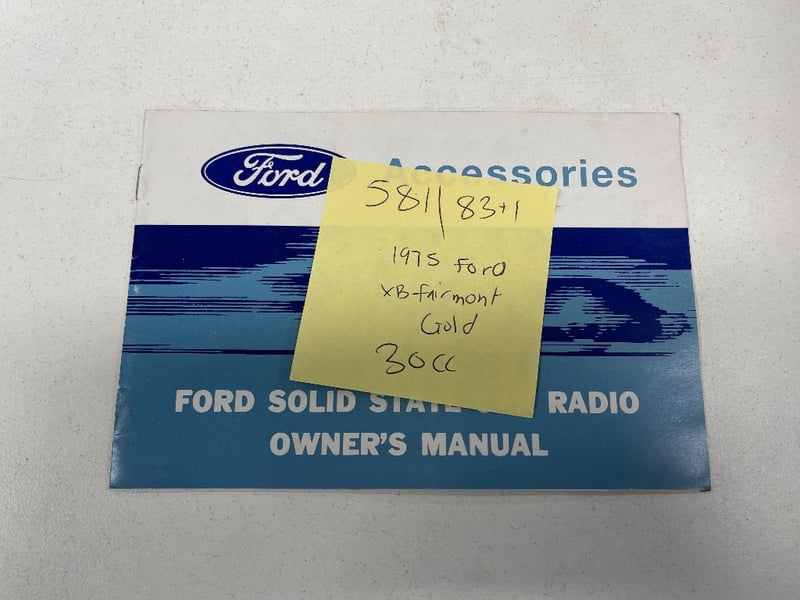 Ford Accessories
581/83+1
1975 Ford
XB-fairmont
Gold
30cc
FORD SOLID STATE RADIO
OWNER'S MANUAL